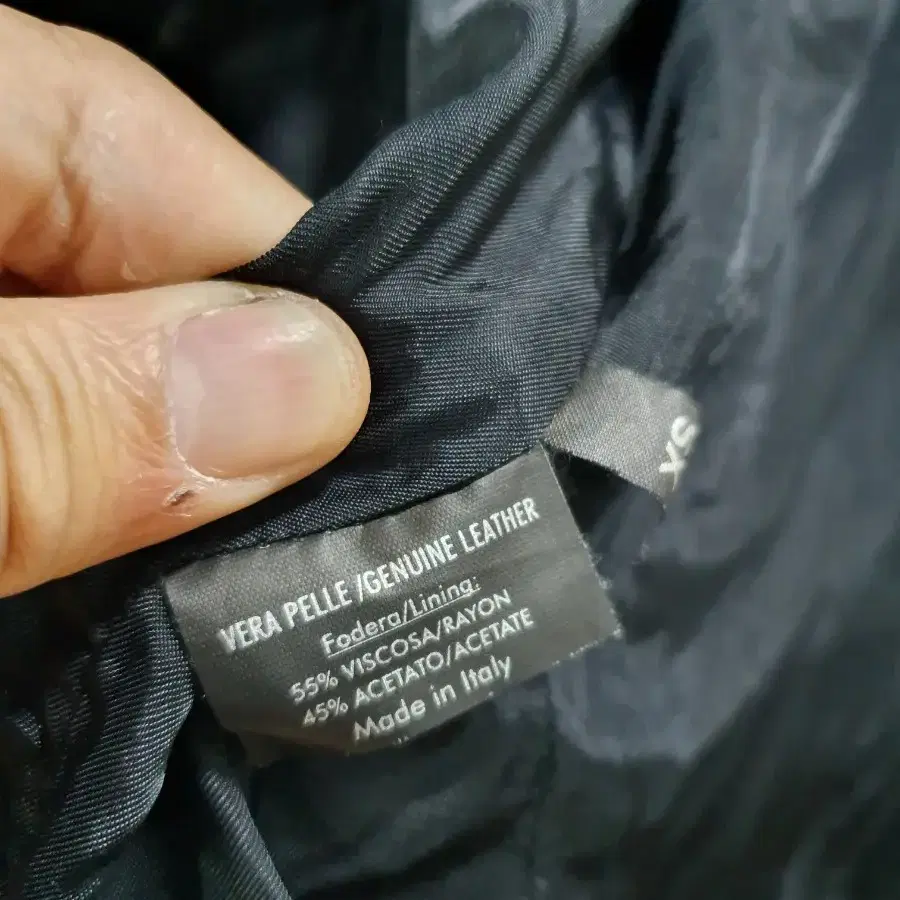 XS
VERA PELLE/GENUINE LEATHER
Fodera/Lining:
55% VISCOSA/RAYON
45% ACETATO/ACETATE
Made in Italy